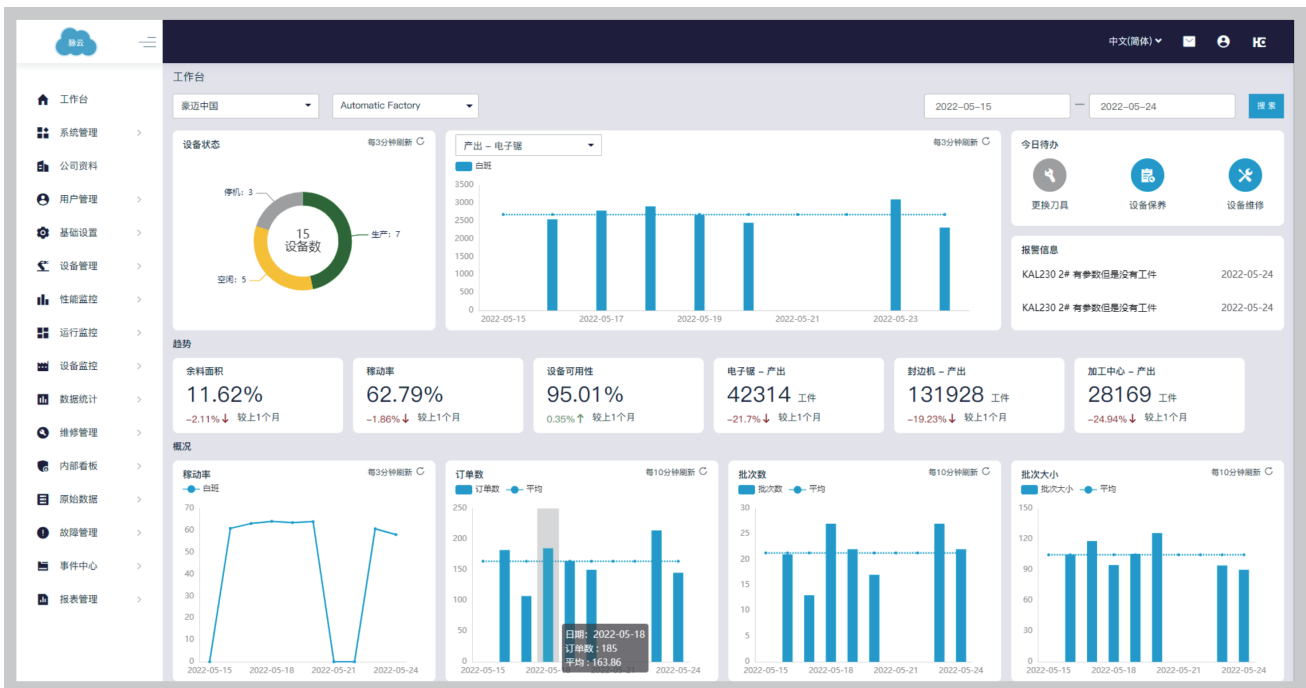 脉云
中文(简体)
HC
工作台
系统管理
公司资料
用户管理
基础设置
设备管理
性能监控
运行监控
设备监控
数据统计
维修管理
内部看板
原始数据
故障管理
事件中心
报表管理
工作台
豪迈中国
Automatic Factory
2022-05-15
—
2022-05-24
搜索
设备状态
每3分钟刷新
停机: 3
生产: 7
空闲: 5
15
设备数
产出 - 电子锯
每3分钟刷新
白班
3500
3000
2500
2000
1500
1000
500
0
2022-05-15 2022-05-17 2022-05-19 2022-05-21 2022-05-23
今日待办
更换刀具 设备保养 设备维修
报警信息
KAL230 2# 有参数但是没有工件 2022-05-24
KAL230 2# 有参数但是没有工件 2022-05-24
趋势
余料面积
11.62%
-2.11%↓ 较上1个月
稼动率
62.79%
-1.86%↓ 较上1个月
设备可用性
95.01%
0.35%↑ 较上1个月
电子锯 - 产出
42314 工件
-21.7%↓ 较上1个月
封边机 - 产出
131928 工件
-19.23%↓ 较上1个月
加工中心 - 产出
28169 工件
-24.94%↓ 较上1个月
概况
稼动率
每3分钟刷新
白班
70
60
50
40
30
20
10
0
2022-05-15 2022-05-18 2022-05-21 2022-05-24
订单数
每10分钟刷新
订单数 平均
250
200
150
100
50
0
日期: 2022-05-18
订单数 : 185
平均 : 163.86
2022-05-15 2022-05-18 2022-05-21 2022-05-24
批次数
每10分钟刷新
批次数 平均
30
25
20
15
10
5
0
2022-05-15 2022-05-18 2022-05-21 2022-05-24
批次大小
每10分钟刷新
批次大小 平均
150
120
90
60
30
0
2022-05-15 2022-05-18 2022-05-21 2022-05-24